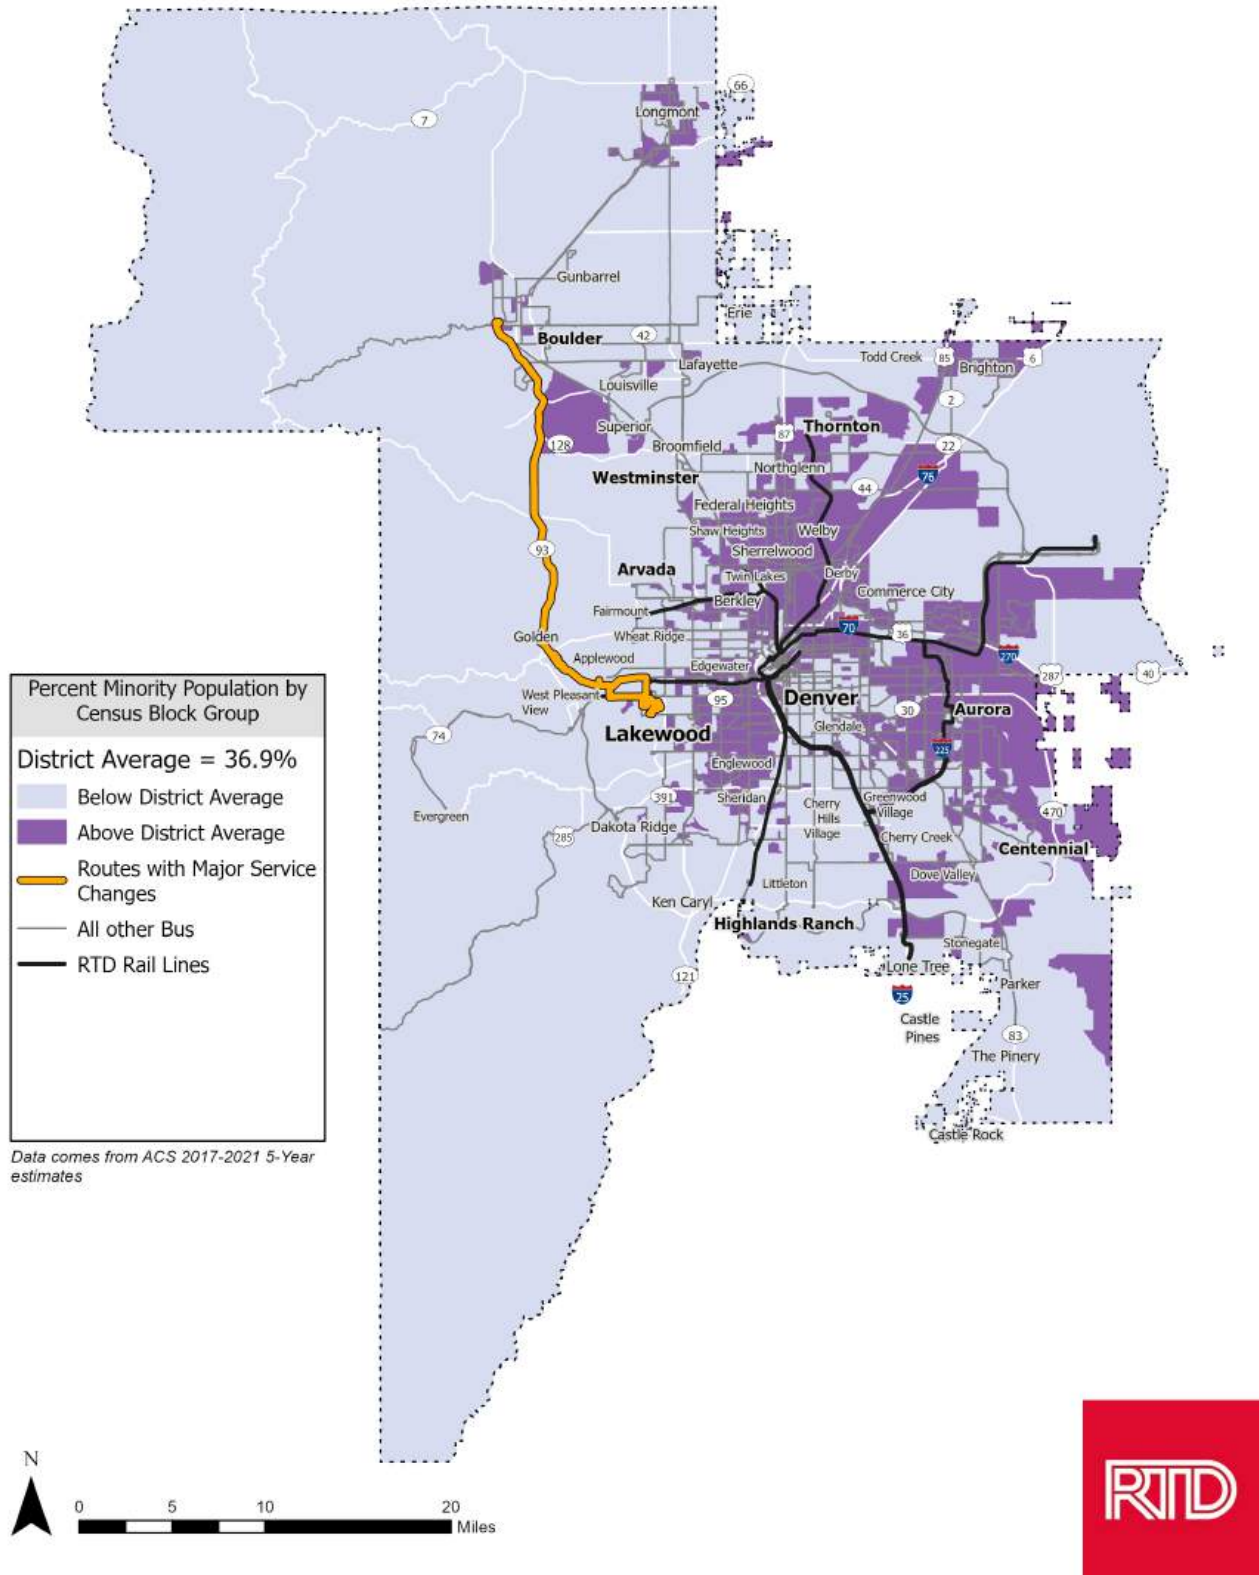 66
7
Longmont
Gunbarrel
Erie
Boulder
42
Lafayette
Todd Creek
85
Brighton
6
Louisville
2
Superior
128
Broomfield
87
Thornton
22
Westminster
Northglenn
76
44
Federal Heights
Shaw Heights
Welby
Sherrelwood
93
Arvada
Twin Lakes
Derby
Berkley
Commerce City
Fairmount
70
36
Golden
Wheat Ridge
Applewood
Edgewater
270
287
40
West Pleasant
View
95
Denver
30
Aurora
Lakewood
Glendale
74
225
Englewood
391
Sheridan
Cherry
Hills
Village
Greenwood
Village
470
Evergreen
285
Dakota Ridge
Cherry Creek
Centennial
Littleton
Dove Valley
Ken Caryl
Highlands Ranch
Stonegate
121
Lone Tree
Parker
25
Castle
Pines
83
The Pinery
Castle Rock
Percent Minority Population by
Census Block Group
District Average = 36.9%
Below District Average
Above District Average
Routes with Major Service
Changes
All other Bus
RTD Rail Lines
Data comes from ACS 2017-2021 5-Year
estimates
N
0 5 10 20
Miles
RTD